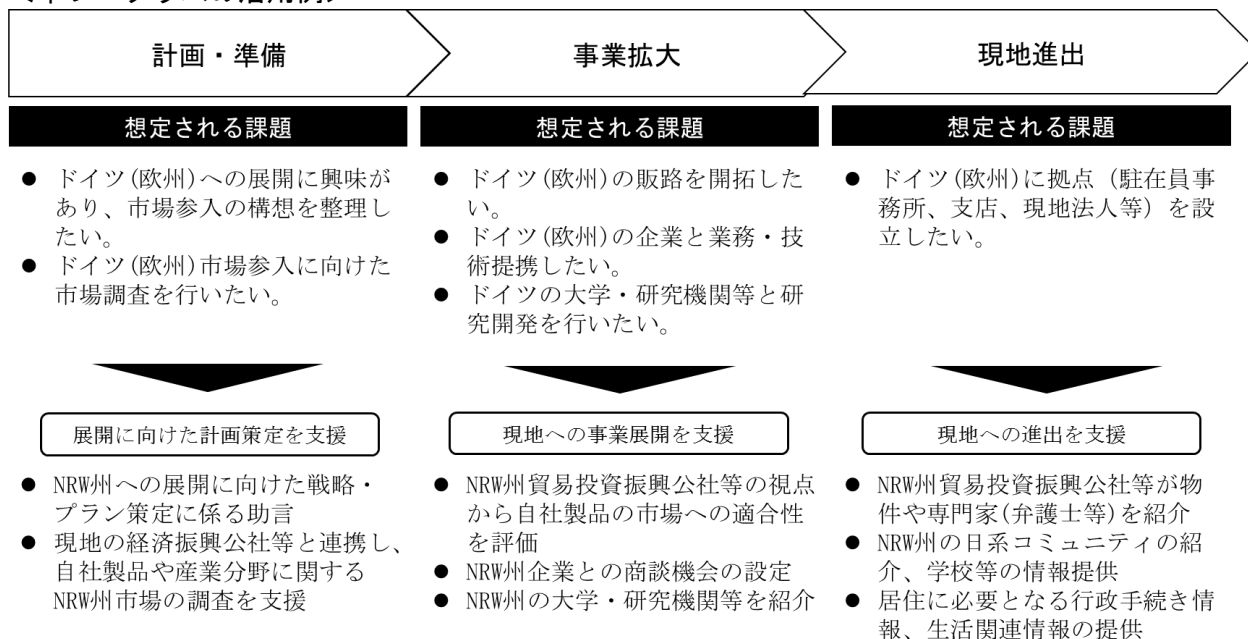 計画・準備
事業拡大
現地進出
想定される課題
● ドイツ(欧州)への展開に興味が
あり、市場参入の構想を整理し
たい。
● ドイツ(欧州)市場参入に向けた
市場調査を行いたい。
想定される課題
● ドイツ(欧州)の販路を開拓した
い。
● ドイツ(欧州)の企業と業務・技
術提携したい。
● ドイツの大学・研究機関等と研
究開発を行いたい。
想定される課題
● ドイツ(欧州)に拠点（駐在員事
務所、支店、現地法人等）を設
立したい。
展開に向けた計画策定を支援
● NRW州への展開に向けた戦略・
プラン策定に係る助言
● 現地の経済振興公社等と連携し、
自社製品や産業分野に関する
NRW州市場の調査を支援
現地への事業展開を支援
● NRW州貿易投資振興公社等の視点
から自社製品の市場への適合性
を評価
● NRW州企業との商談機会の設定
● NRW州の大学・研究機関等を紹介
現地への進出を支援
● NRW州貿易投資振興公社等が物
件や専門家(弁護士等)を紹介
● NRW州の日系コミュニティの紹
介、学校等の情報提供
● 居住に必要となる行政手続き情
報、生活関連情報の提供